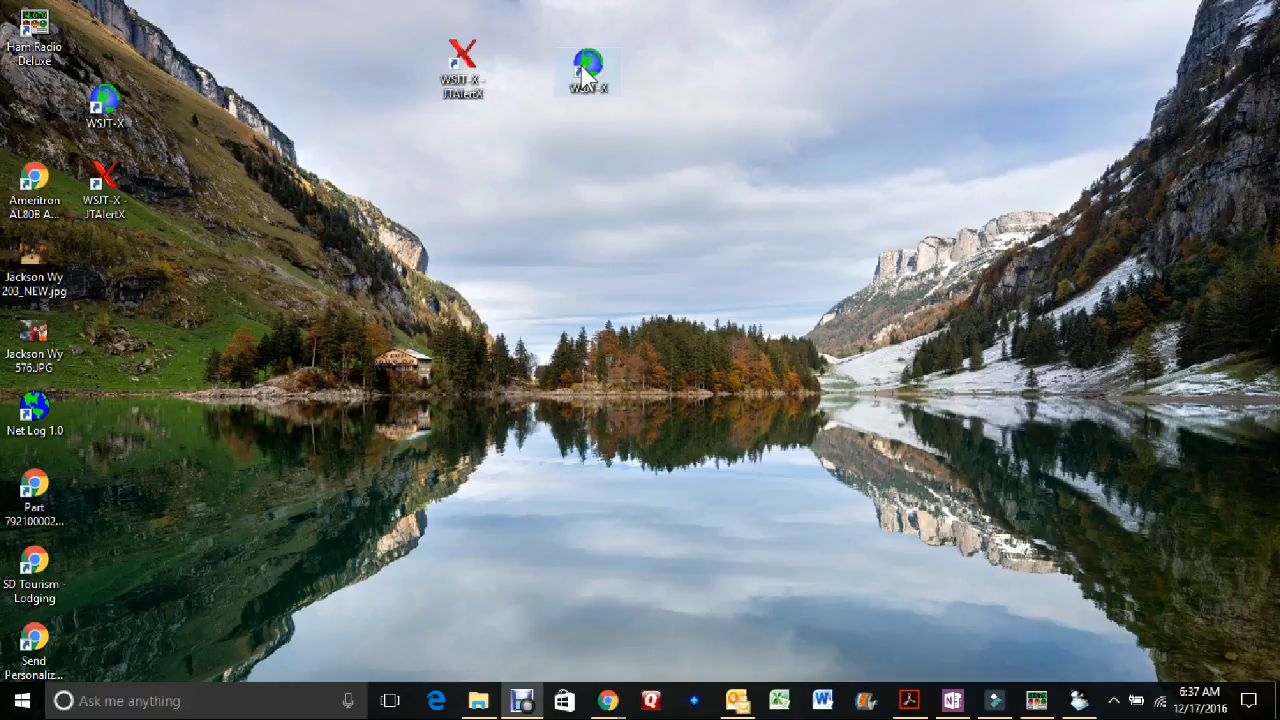 Ham Radio
Deluxe
WSJT-X
Ameritron
AL80B A...
WSJT-X -
JTAlertX
Jackson Wy
203_NEW.jpg
Jackson Wy
576.JPG
Net Log 1.0
Part
792100002...
SD Tourism -
Lodging
Send
Personaliz...
WSJT-X -
JTAlertX
WSJT-X
Ask me anything
6:37 AM
12/17/2016